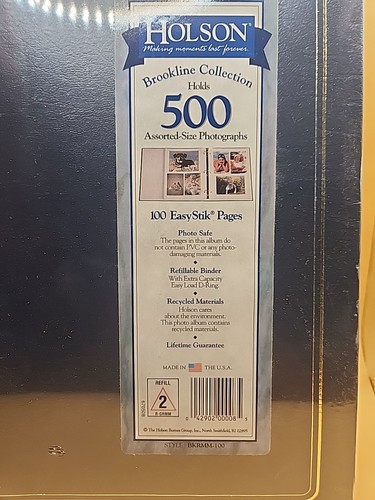 HOLSON®
Making moments last forever.
Brookline Collection
Holds
500
Assorted-Size Photographs
100 EasyStik® Pages
Photo Safe
The pages in this album do
not contain PVC or any photo-
damaging materials.
Refillable Binder
With Extra Capacity
Easy Load D-Ring.
Recycled Materials
Holson cares
about the environment.
This photo album contains
recycled materials.
Lifetime Guarantee
MADE IN THE U.S.A.
REFILL
2
0 42902 00008 5
© The Holson Burnes Group, Inc., North Smithfield, RI 02895
STYLE BKRMM-100